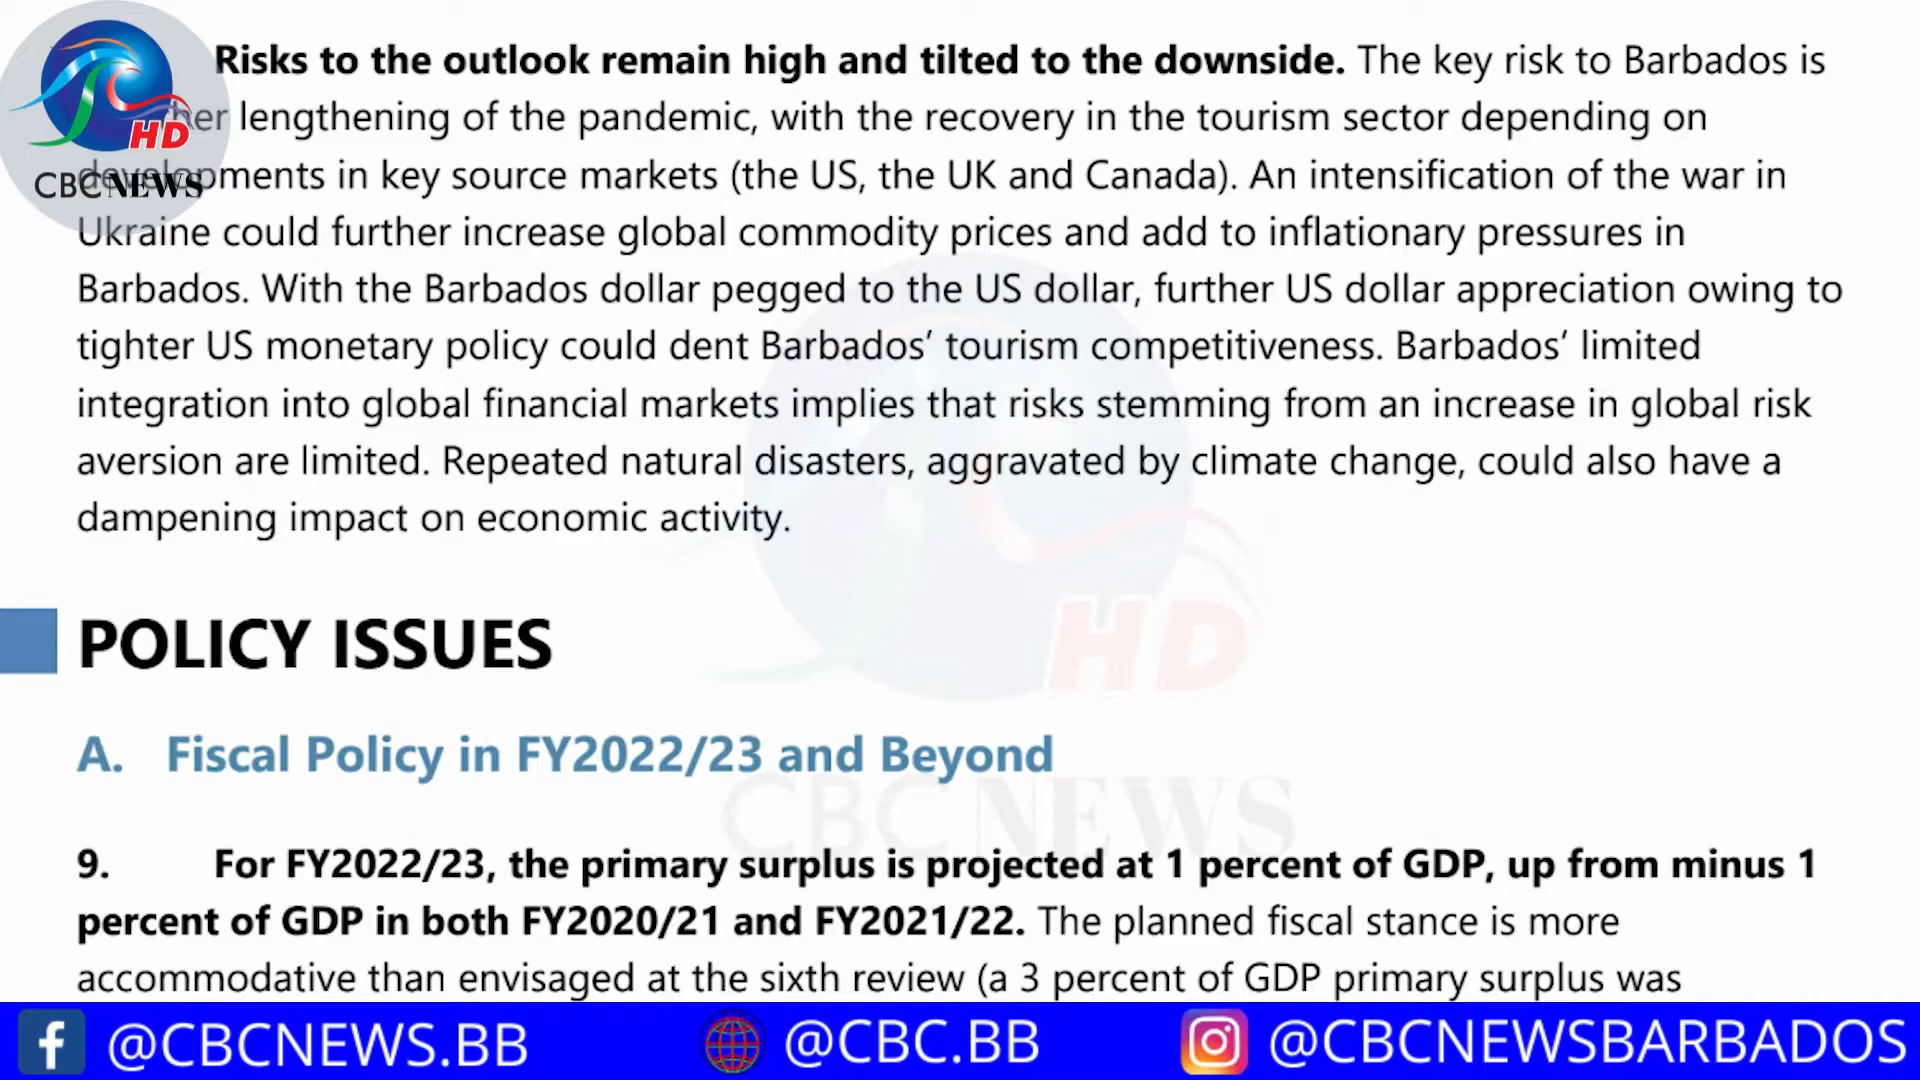 Risks to the outlook remain high and tilted to the downside. The key risk to Barbados is
lengthening of the pandemic, with the recovery in the tourism sector depending on
developments in key source markets (the US, the UK and Canada). An intensification of the war in
Ukraine could further increase global commodity prices and add to inflationary pressures in
Barbados. With the Barbados dollar pegged to the US dollar, further US dollar appreciation owing to
tighter US monetary policy could dent Barbados’ tourism competitiveness. Barbados’ limited
integration into global financial markets implies that risks stemming from an increase in global risk
aversion are limited. Repeated natural disasters, aggravated by climate change, could also have a
dampening impact on economic activity.
HD
CBC NEWS
POLICY ISSUES
HD
CBC NEWS
A. Fiscal Policy in FY2022/23 and Beyond
9. For FY2022/23, the primary surplus is projected at 1 percent of GDP, up from minus 1
percent of GDP in both FY2020/21 and FY2021/22. The planned fiscal stance is more
accommodative than envisaged at the sixth review (a 3 percent of GDP primary surplus was
@CBCNEWS.BB @CBC.BB @CBCNEWSBARBADOS